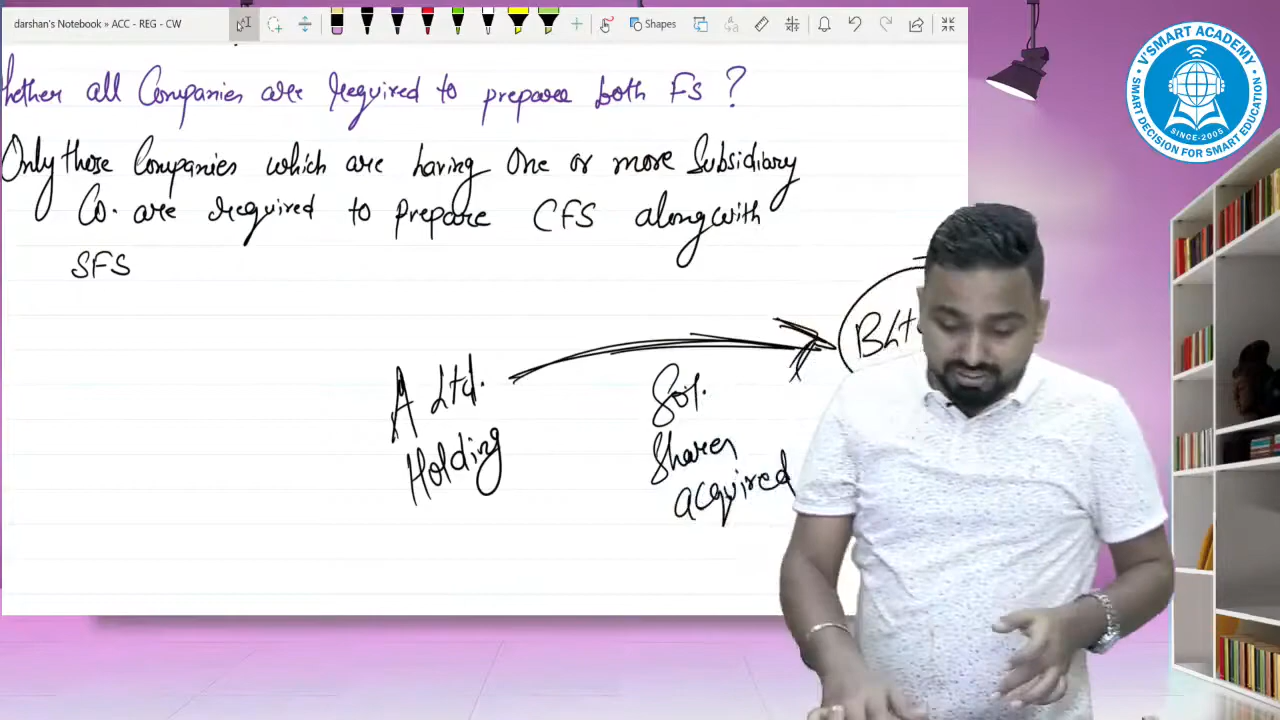 darshan's Notebook » ACC - REG - CW
Shapes
V'SMART ACADEMY
SMART DECISION FOR SMART EDUCATION
SINCE-2005
hether all Companies are required to prepare both FS ?
Only those Companies which are having One or more Subsidiary
Co. are required to prepare CFS alongwith
SFS
A Ltd.
Holding
80%
Shares
acquired
B Lt